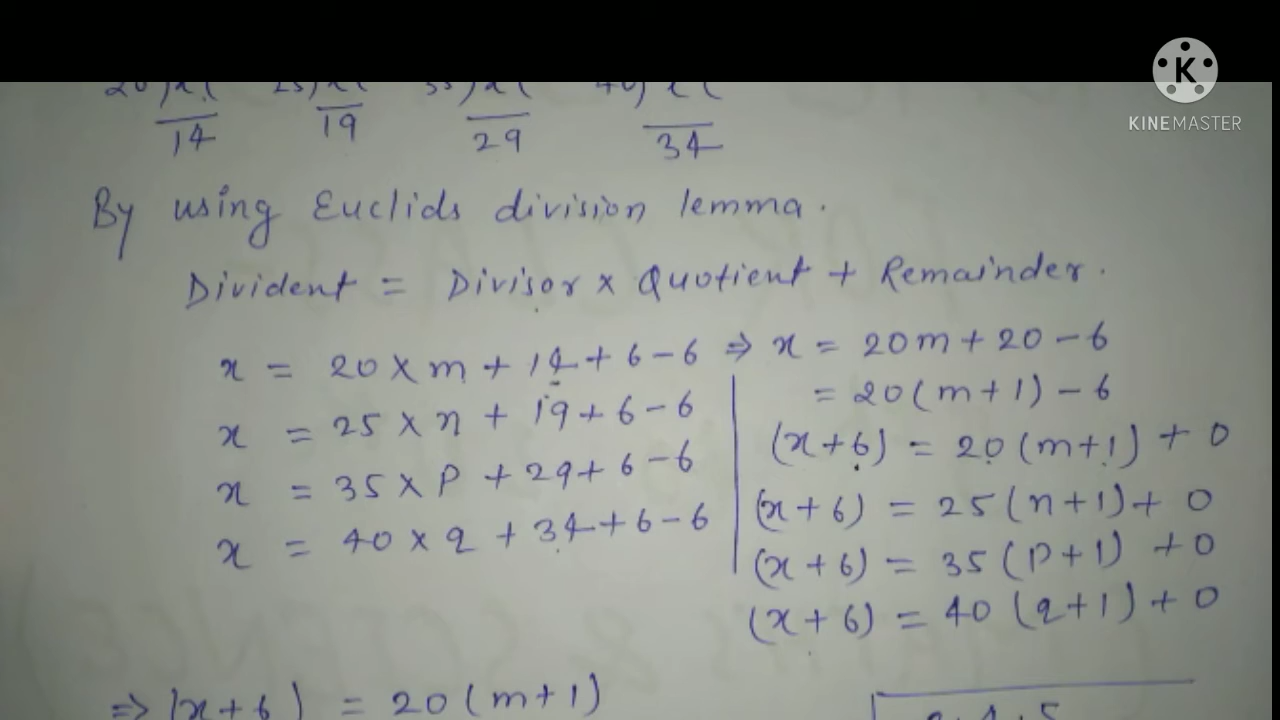 KINEMASTER
14 19 29 34
By using Euclids division lemma.
Divident = Divisor × Quotient + Remainder.
x = 20 × m + 14 + 6 - 6 ⇒ x = 20m + 20 - 6
= 20(m+1) - 6
x = 25 × n + 19 + 6 - 6
(x+6) = 20(m+1) + 0
x = 35 × p + 29 + 6 - 6
(x+6) = 25(n+1) + 0
x = 40 × q + 34 + 6 - 6
(x+6) = 35(p+1) + 0
(x+6) = 40(q+1) + 0
⇒ (x+6) = 20(m+1)